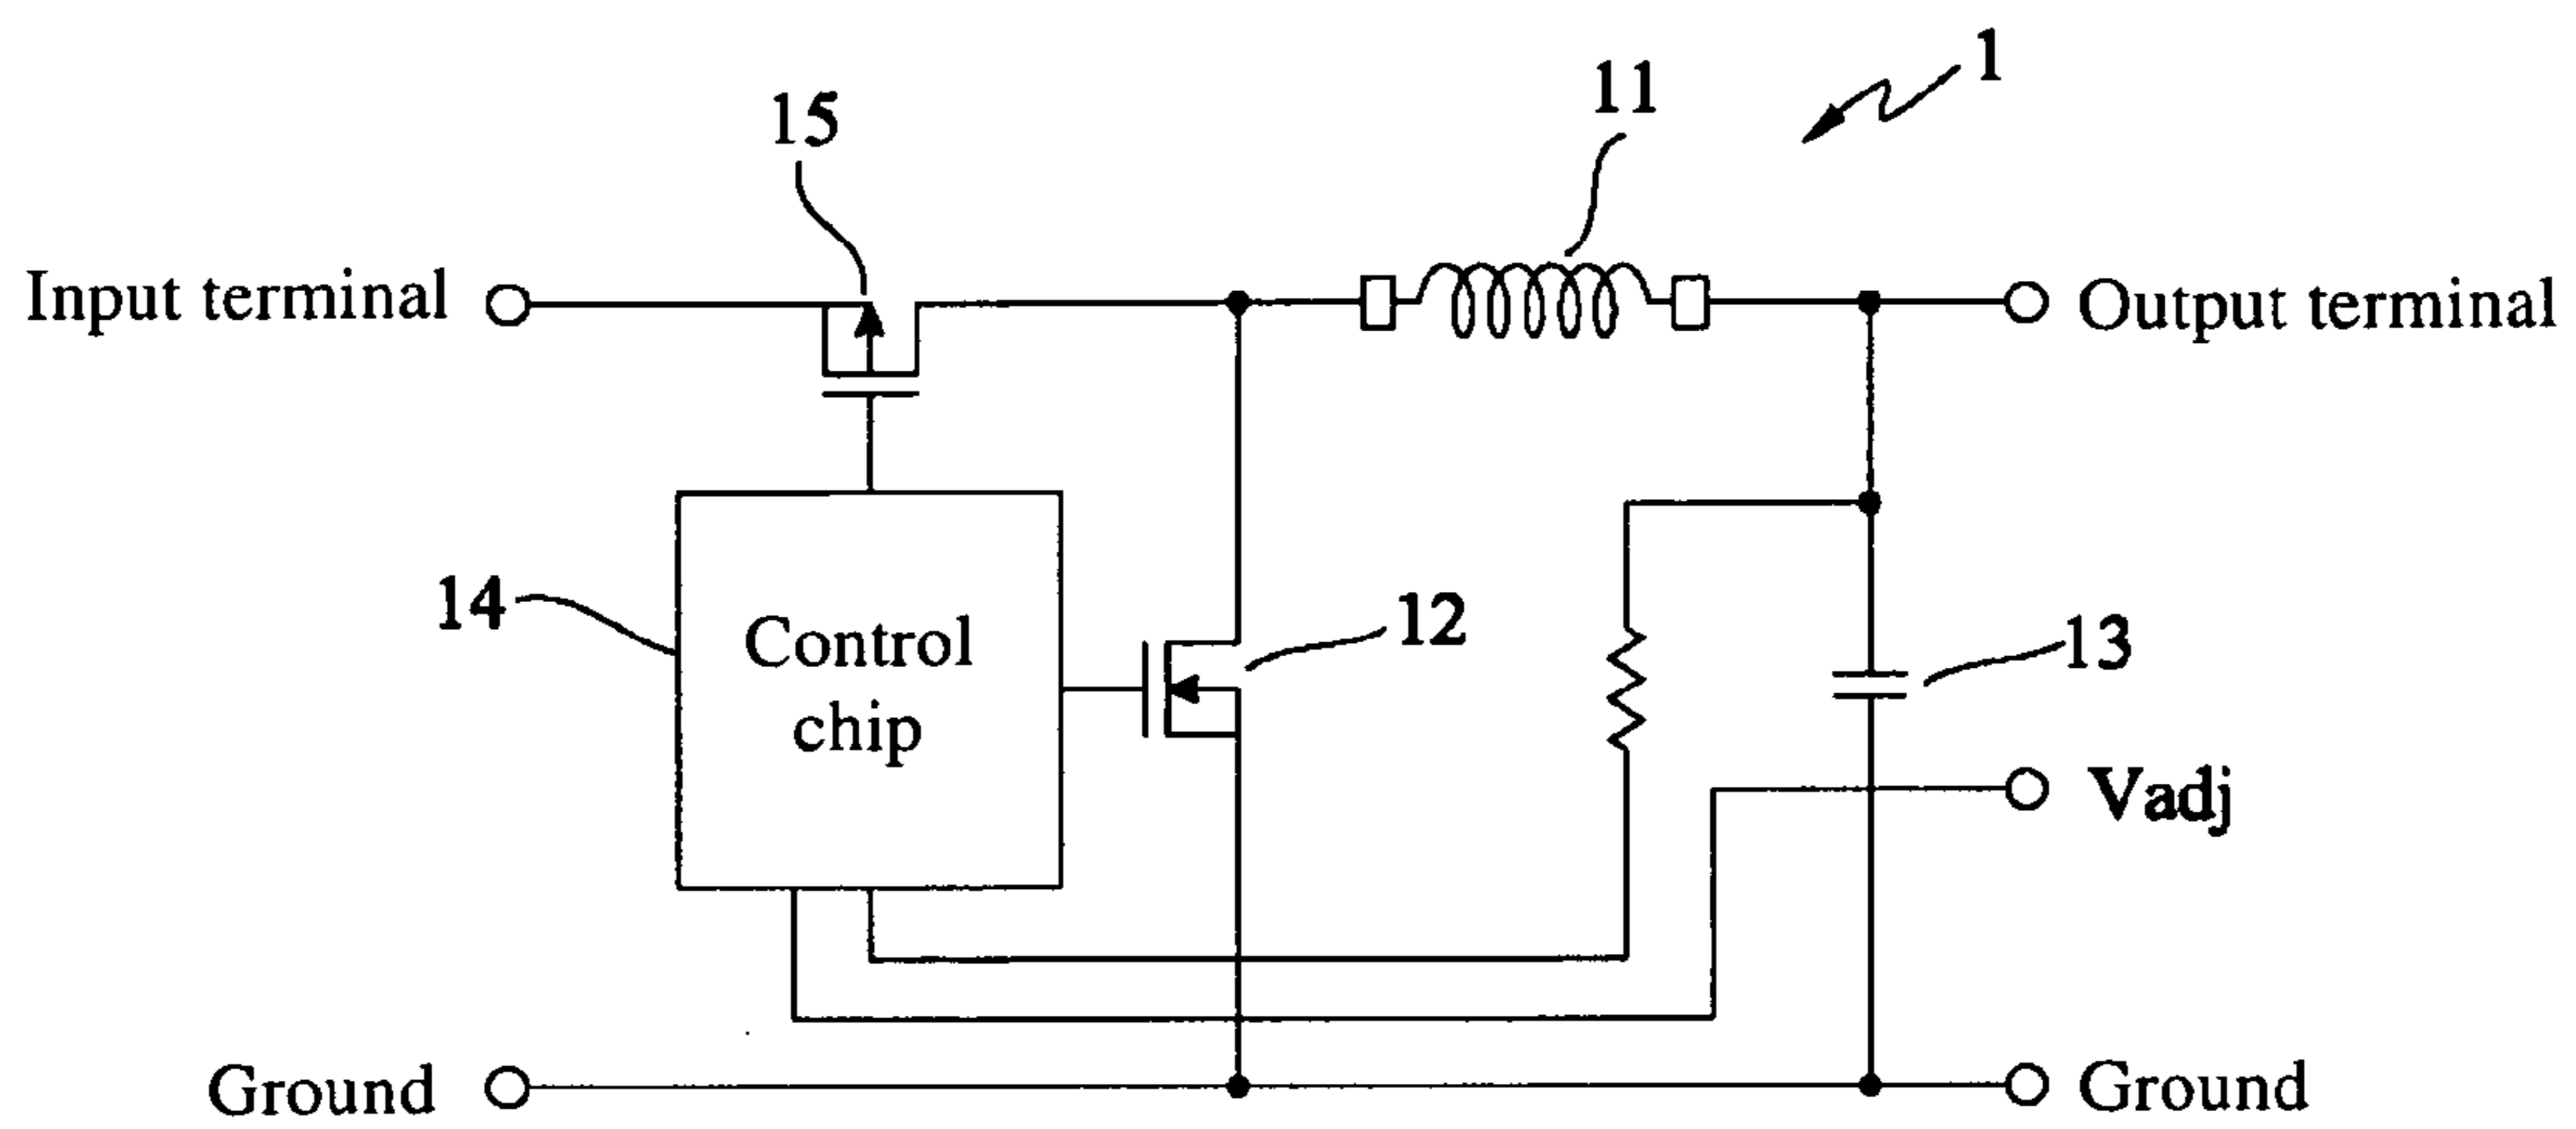 1
11
15
Input terminal
Output terminal
14
Control
chip
12
13
Vadj
Ground
Ground